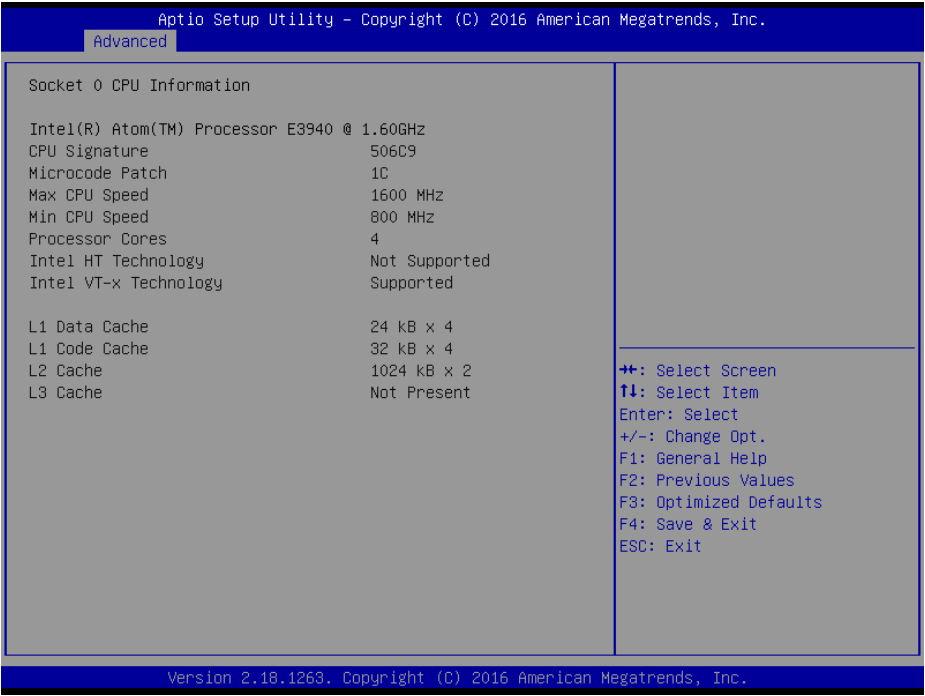 Aptio Setup Utility – Copyright (C) 2016 American Megatrends, Inc.
Advanced
Socket 0 CPU Information
Intel(R) Atom(TM) Processor E3940 @ 1.60GHz
CPU Signature 506C9
Microcode Patch 1C
Max CPU Speed 1600 MHz
Min CPU Speed 800 MHz
Processor Cores 4
Intel HT Technology Not Supported
Intel VT-x Technology Supported
L1 Data Cache 24 kB x 4
L1 Code Cache 32 kB x 4
L2 Cache 1024 kB x 2
L3 Cache Not Present
→←: Select Screen
↑↓: Select Item
Enter: Select
+/-: Change Opt.
F1: General Help
F2: Previous Values
F3: Optimized Defaults
F4: Save & Exit
ESC: Exit
Version 2.18.1263. Copyright (C) 2016 American Megatrends, Inc.